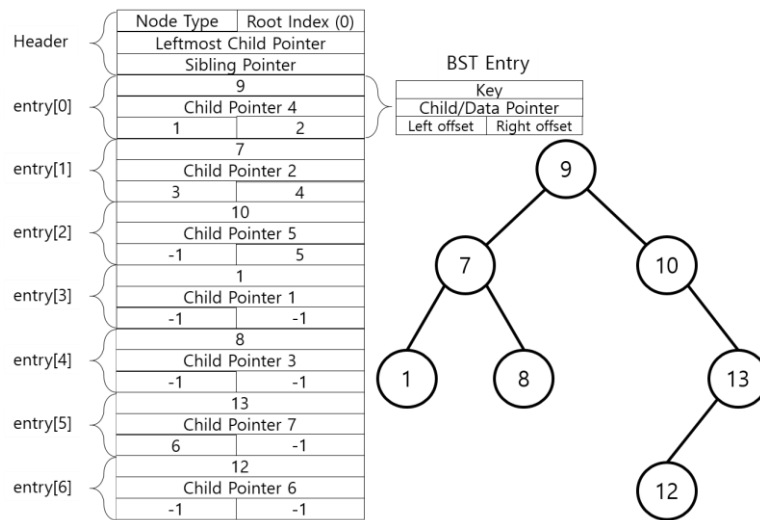 Header
Node Type Root Index (0)
Leftmost Child Pointer
Sibling Pointer
entry[0]
9
Child Pointer 4
1 2
entry[1]
7
Child Pointer 2
3 4
entry[2]
10
Child Pointer 5
-1 5
entry[3]
1
Child Pointer 1
-1 -1
entry[4]
8
Child Pointer 3
-1 -1
entry[5]
13
Child Pointer 7
6 -1
entry[6]
12
Child Pointer 6
-1 -1
BST Entry
Key
Child/Data Pointer
Left offset Right offset
9
7 10
1 8 13
12